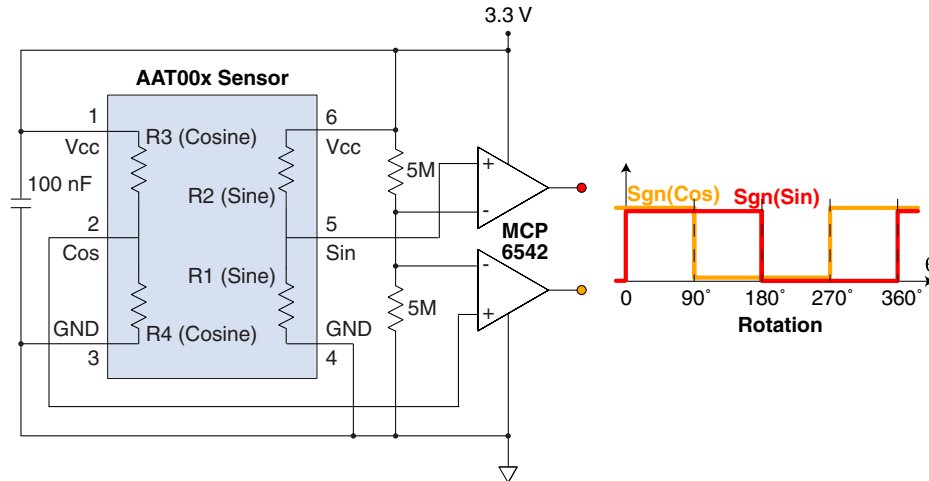 3.3 V
AAT00x Sensor
1
6
Vcc
R3 (Cosine)
Vcc
5M
+
-
100 nF
R2 (Sine)
2
5
Cos
Sin
MCP
6542
R1 (Sine)
-
+
5M
GND
R4 (Cosine)
GND
3
4
Sgn(Cos)
Sgn(Sin)
0
90°
180°
270°
360°
Rotation